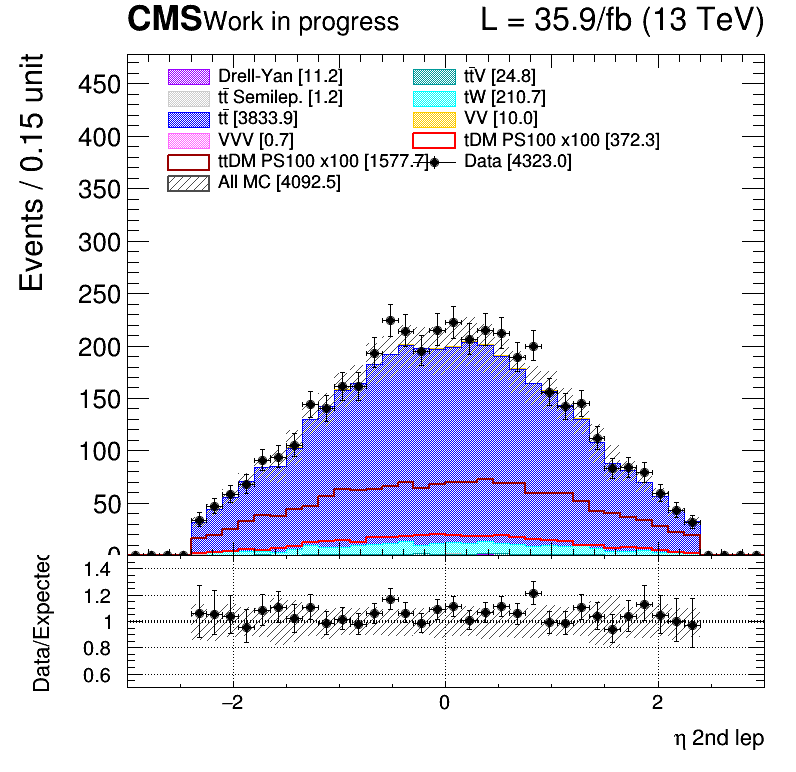 CMS Work in progress L = 35.9/fb (13 TeV)
Events / 0.15 unit
Drell-Yan [11.2] tt̄V [24.8]
tt̄ Semilep. [1.2] tW [210.7]
tt̄ [3833.9] VV [10.0]
VVV [0.7] tDM PS100 x100 [372.3]
ttDM PS100 x100 [1577.7] Data [4323.0]
All MC [4092.5]
450
400
350
300
250
200
150
100
50
0
Data/Expected
1.4
1.2
1
0.8
0.6
−2 0 2
η 2nd lep